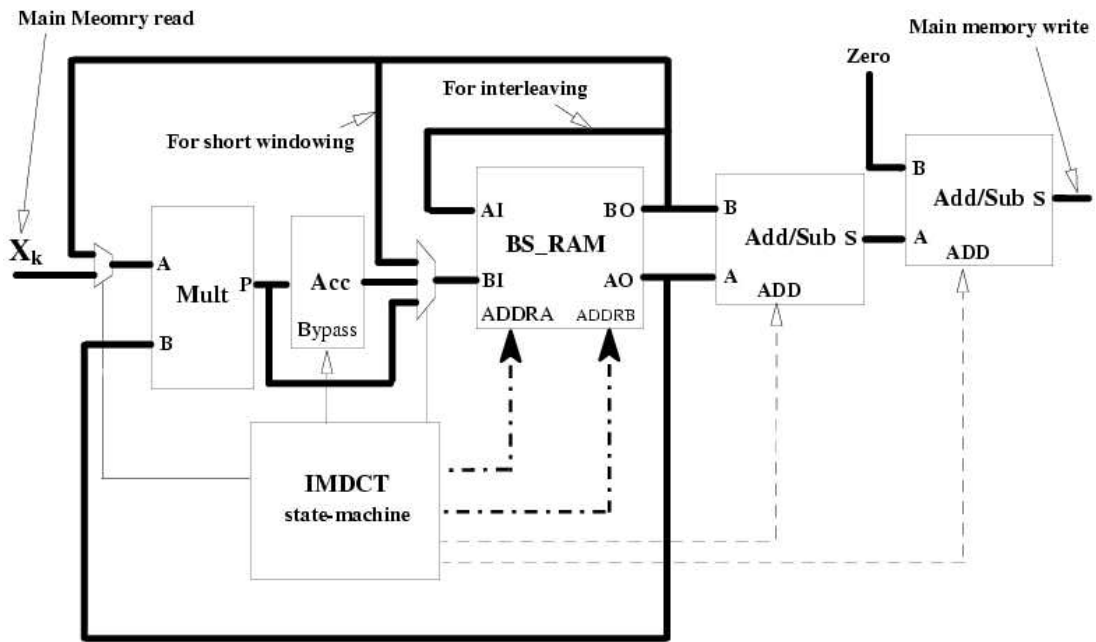 Main Meomry read
Main memory write
Zero
For interleaving
For short windowing
B
Add/Sub S
A
ADD
AI
BO
BS_RAM
BI
AO
ADDRA
ADDRB
B
Add/Sub S
A
ADD
Xk
A
Mult
P
B
Acc
Bypass
IMDCT
state-machine